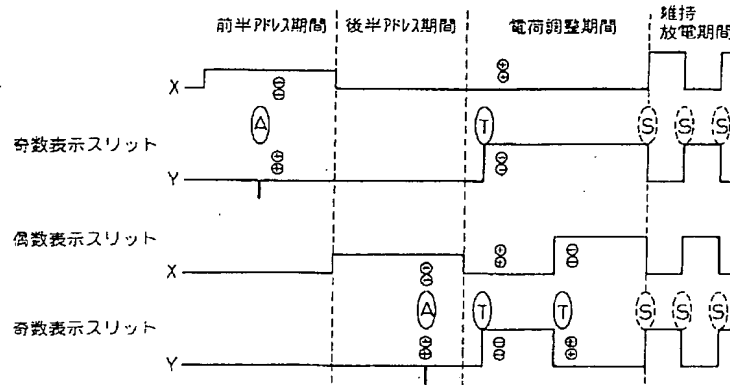 前半アドレス期間 後半アドレス期間 電荷調整期間 維持放電期間
X ⊖ ⊖ ⊕ ⊕
A T S S S
奇数表示スリット
⊕ ⊕ ⊖ ⊖
Y
偶数表示スリット
X ⊖ ⊖ ⊕ ⊕ ⊖ ⊖
A T T S S S
奇数表示スリット
⊕ ⊕ ⊖ ⊖ ⊕ ⊕
Y